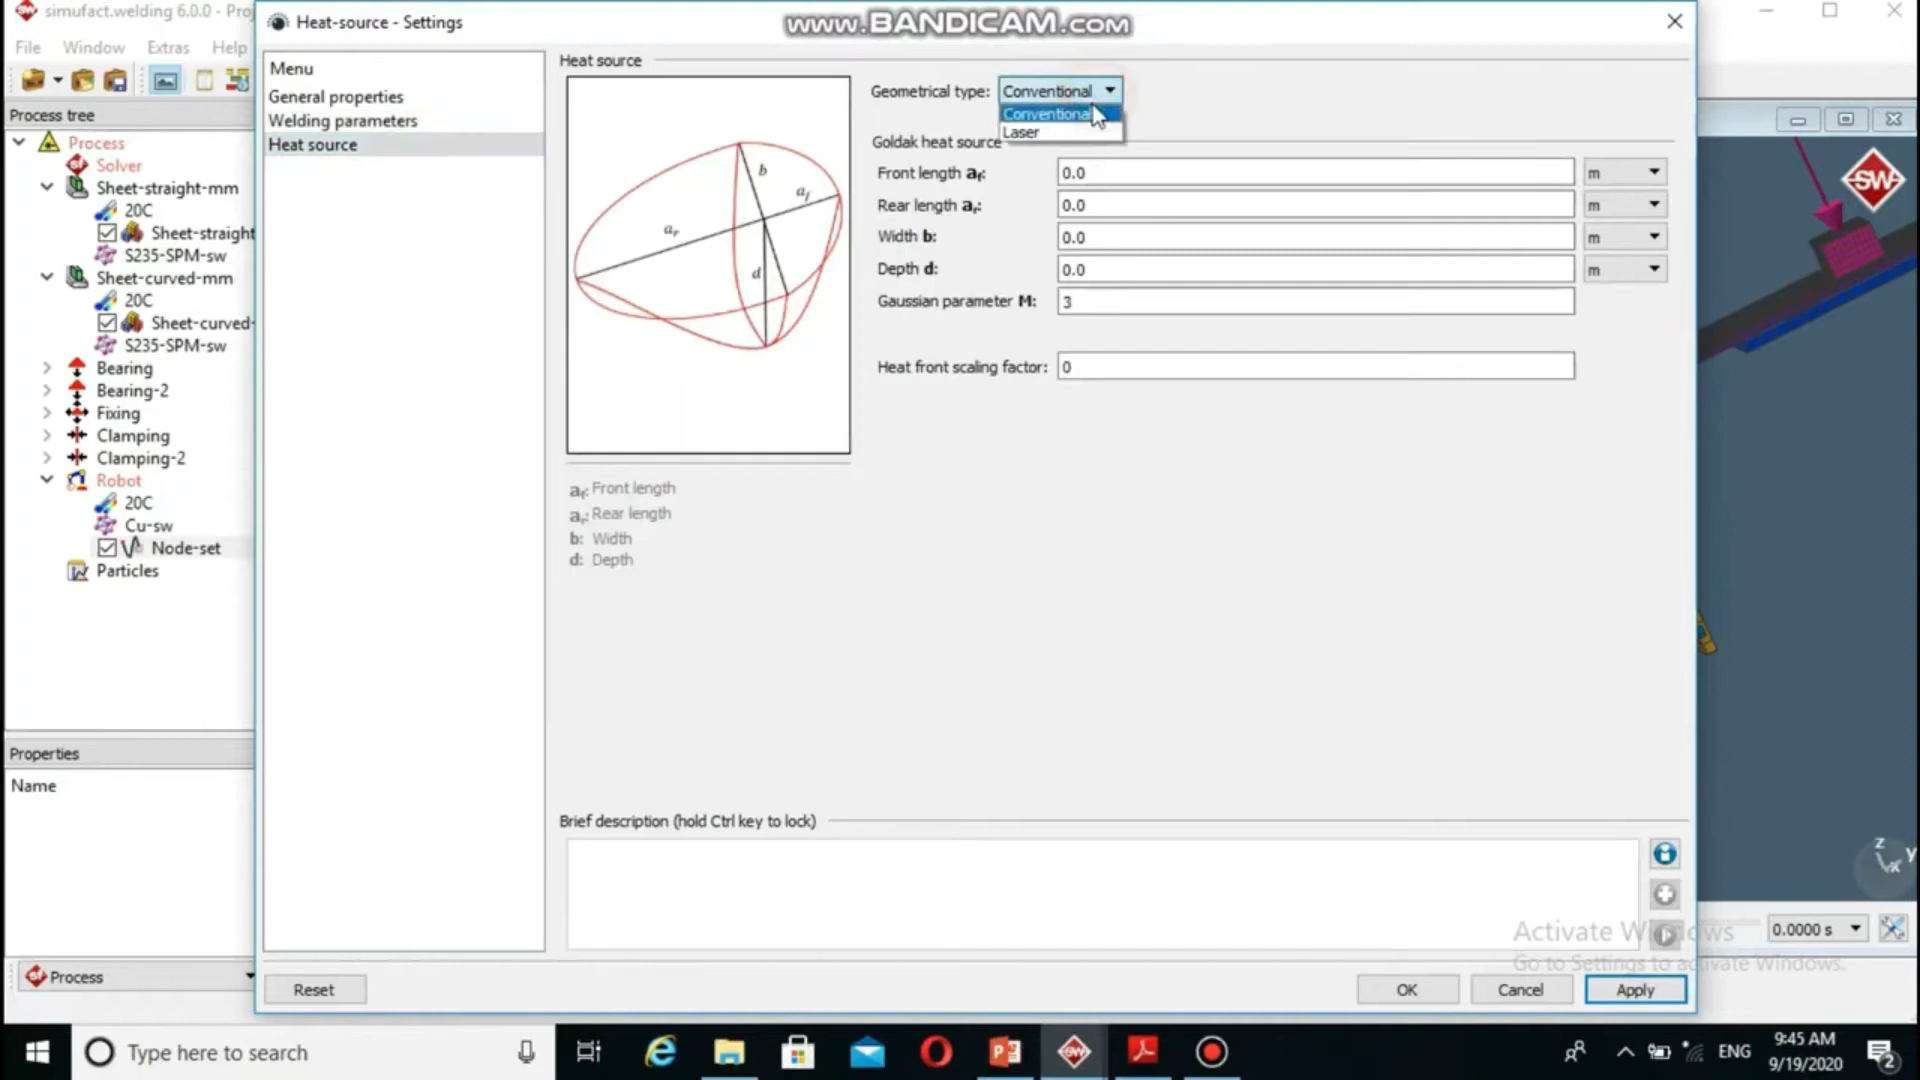 simufact.welding 6.0.0 - Proj
Heat-source - Settings
www.BANDICAM.com
File Window Extras Help
Process tree
Process
Solver
Sheet-straight-mm
20C
Sheet-straight
S235-SPM-sw
Sheet-curved-mm
20C
Sheet-curved-
S235-SPM-sw
Bearing
Bearing-2
Fixing
Clamping
Clamping-2
Robot
20C
Cu-sw
Node-set
Particles
Properties
Name
Process
Menu
General properties
Welding parameters
Heat source
Heat source
b
af
ar
d
af: Front length
ar: Rear length
b: Width
d: Depth
Geometrical type: Conventional
Conventional
Laser
Goldak heat source
Front length af: 0.0 m
Rear length ar: 0.0 m
Width b: 0.0 m
Depth d: 0.0 m
Gaussian parameter M: 3
Heat front scaling factor: 0
Brief description (hold Ctrl key to lock)
Reset
OK Cancel Apply
SW
z
y
x
Activate Windows
Go to Settings to activate Windows.
0.0000 s
Type here to search
ENG
9:45 AM
9/19/2020
2